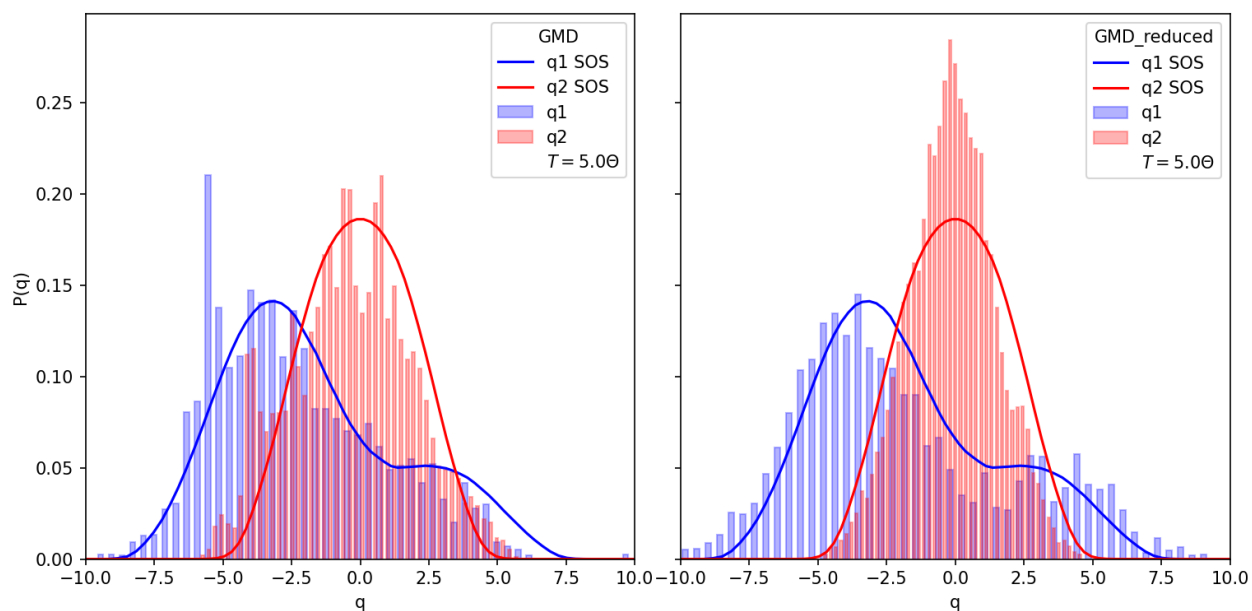 GMD
q1 SOS
q2 SOS
q1
q2
T = 5.0Θ
P(q)
0.25
0.20
0.15
0.10
0.05
0.00
−10.0 −7.5 −5.0 −2.5 0.0 2.5 5.0 7.5 10.0
q
GMD_reduced
q1 SOS
q2 SOS
q1
q2
T = 5.0Θ
−10.0 −7.5 −5.0 −2.5 0.0 2.5 5.0 7.5 10.0
q